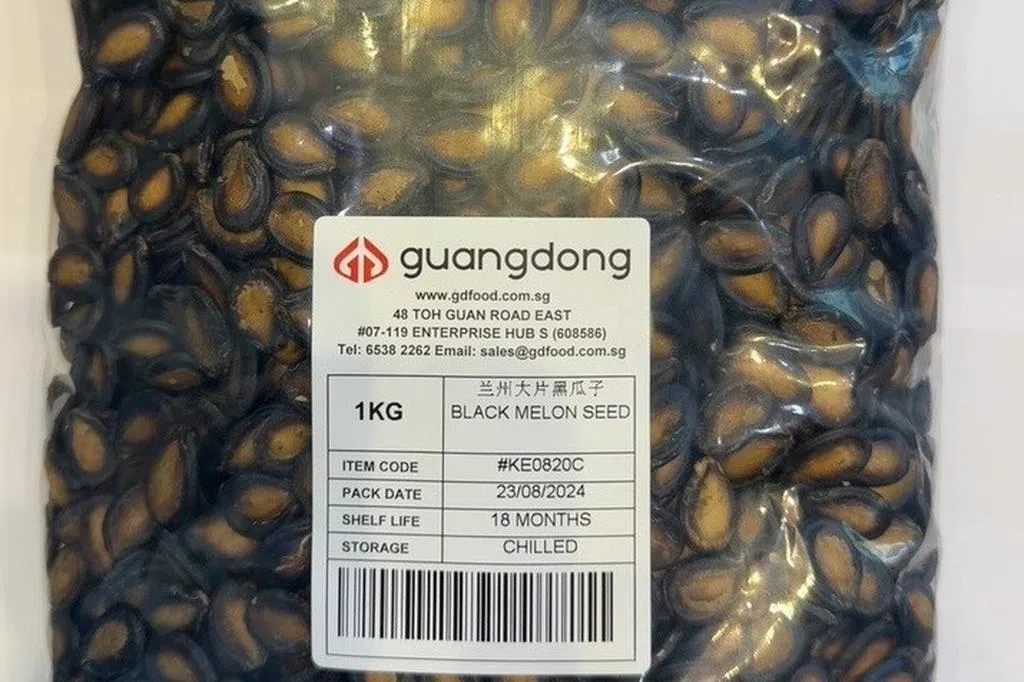 guangdong
www.gdfood.com.sg
48 TOH GUAN ROAD EAST
#07-119 ENTERPRISE HUB S (608586)
Tel: 6538 2262 Email: sales@gdfood.com.sg
1KG
兰州大片黑瓜子
BLACK MELON SEED
ITEM CODE #KE0820C
PACK DATE 23/08/2024
SHELF LIFE 18 MONTHS
STORAGE CHILLED